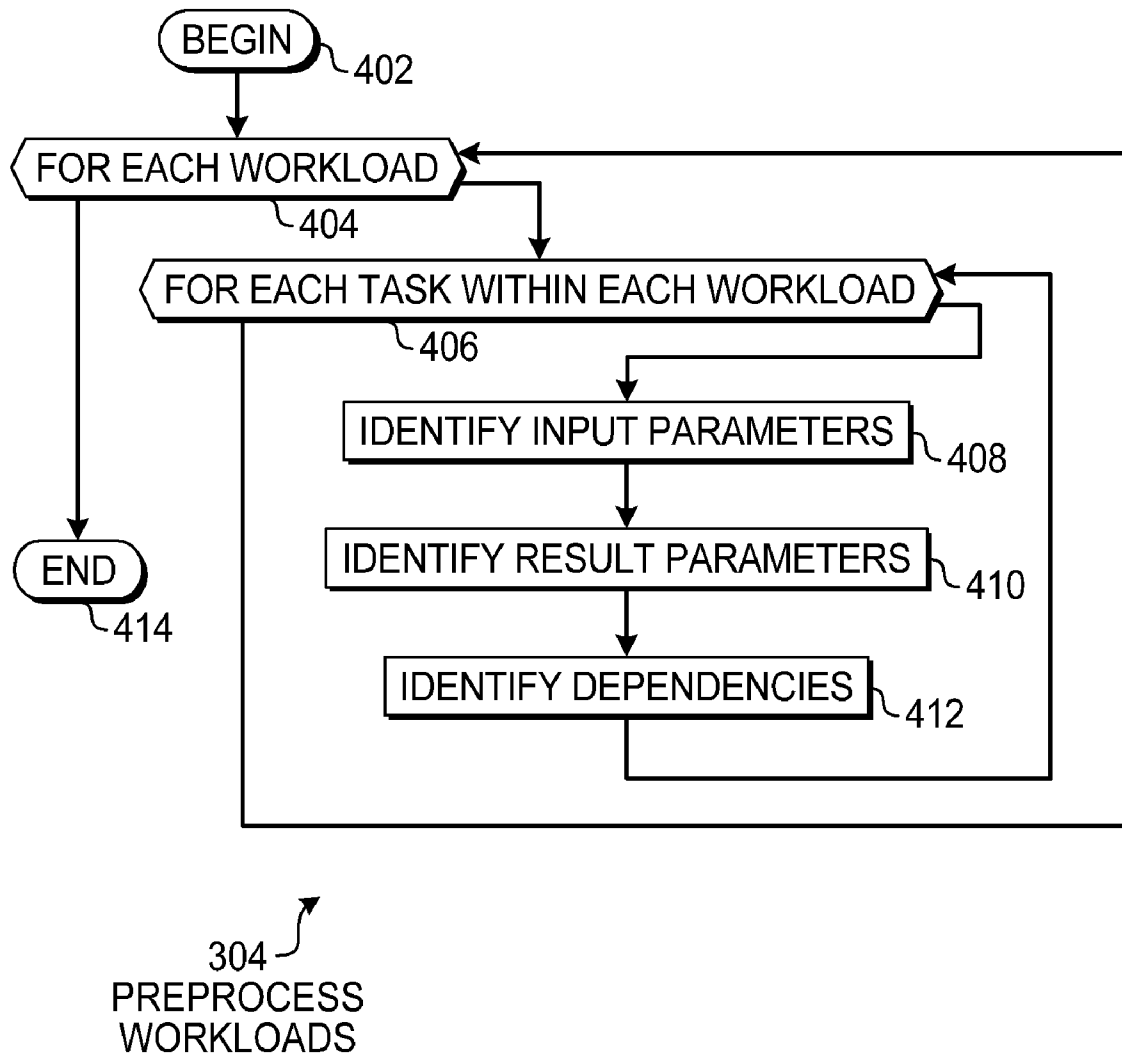 BEGIN
402
FOR EACH WORKLOAD
404
FOR EACH TASK WITHIN EACH WORKLOAD
406
IDENTIFY INPUT PARAMETERS
408
IDENTIFY RESULT PARAMETERS
410
END
414
IDENTIFY DEPENDENCIES
412
304
PREPROCESS
WORKLOADS